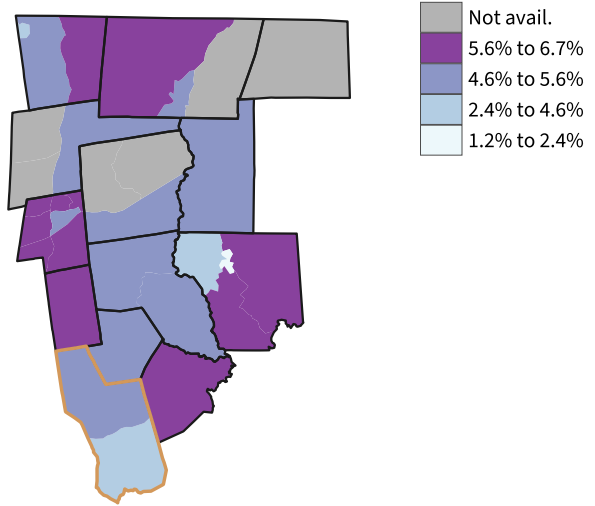 Not avail.
5.6% to 6.7%
4.6% to 5.6%
2.4% to 4.6%
1.2% to 2.4%